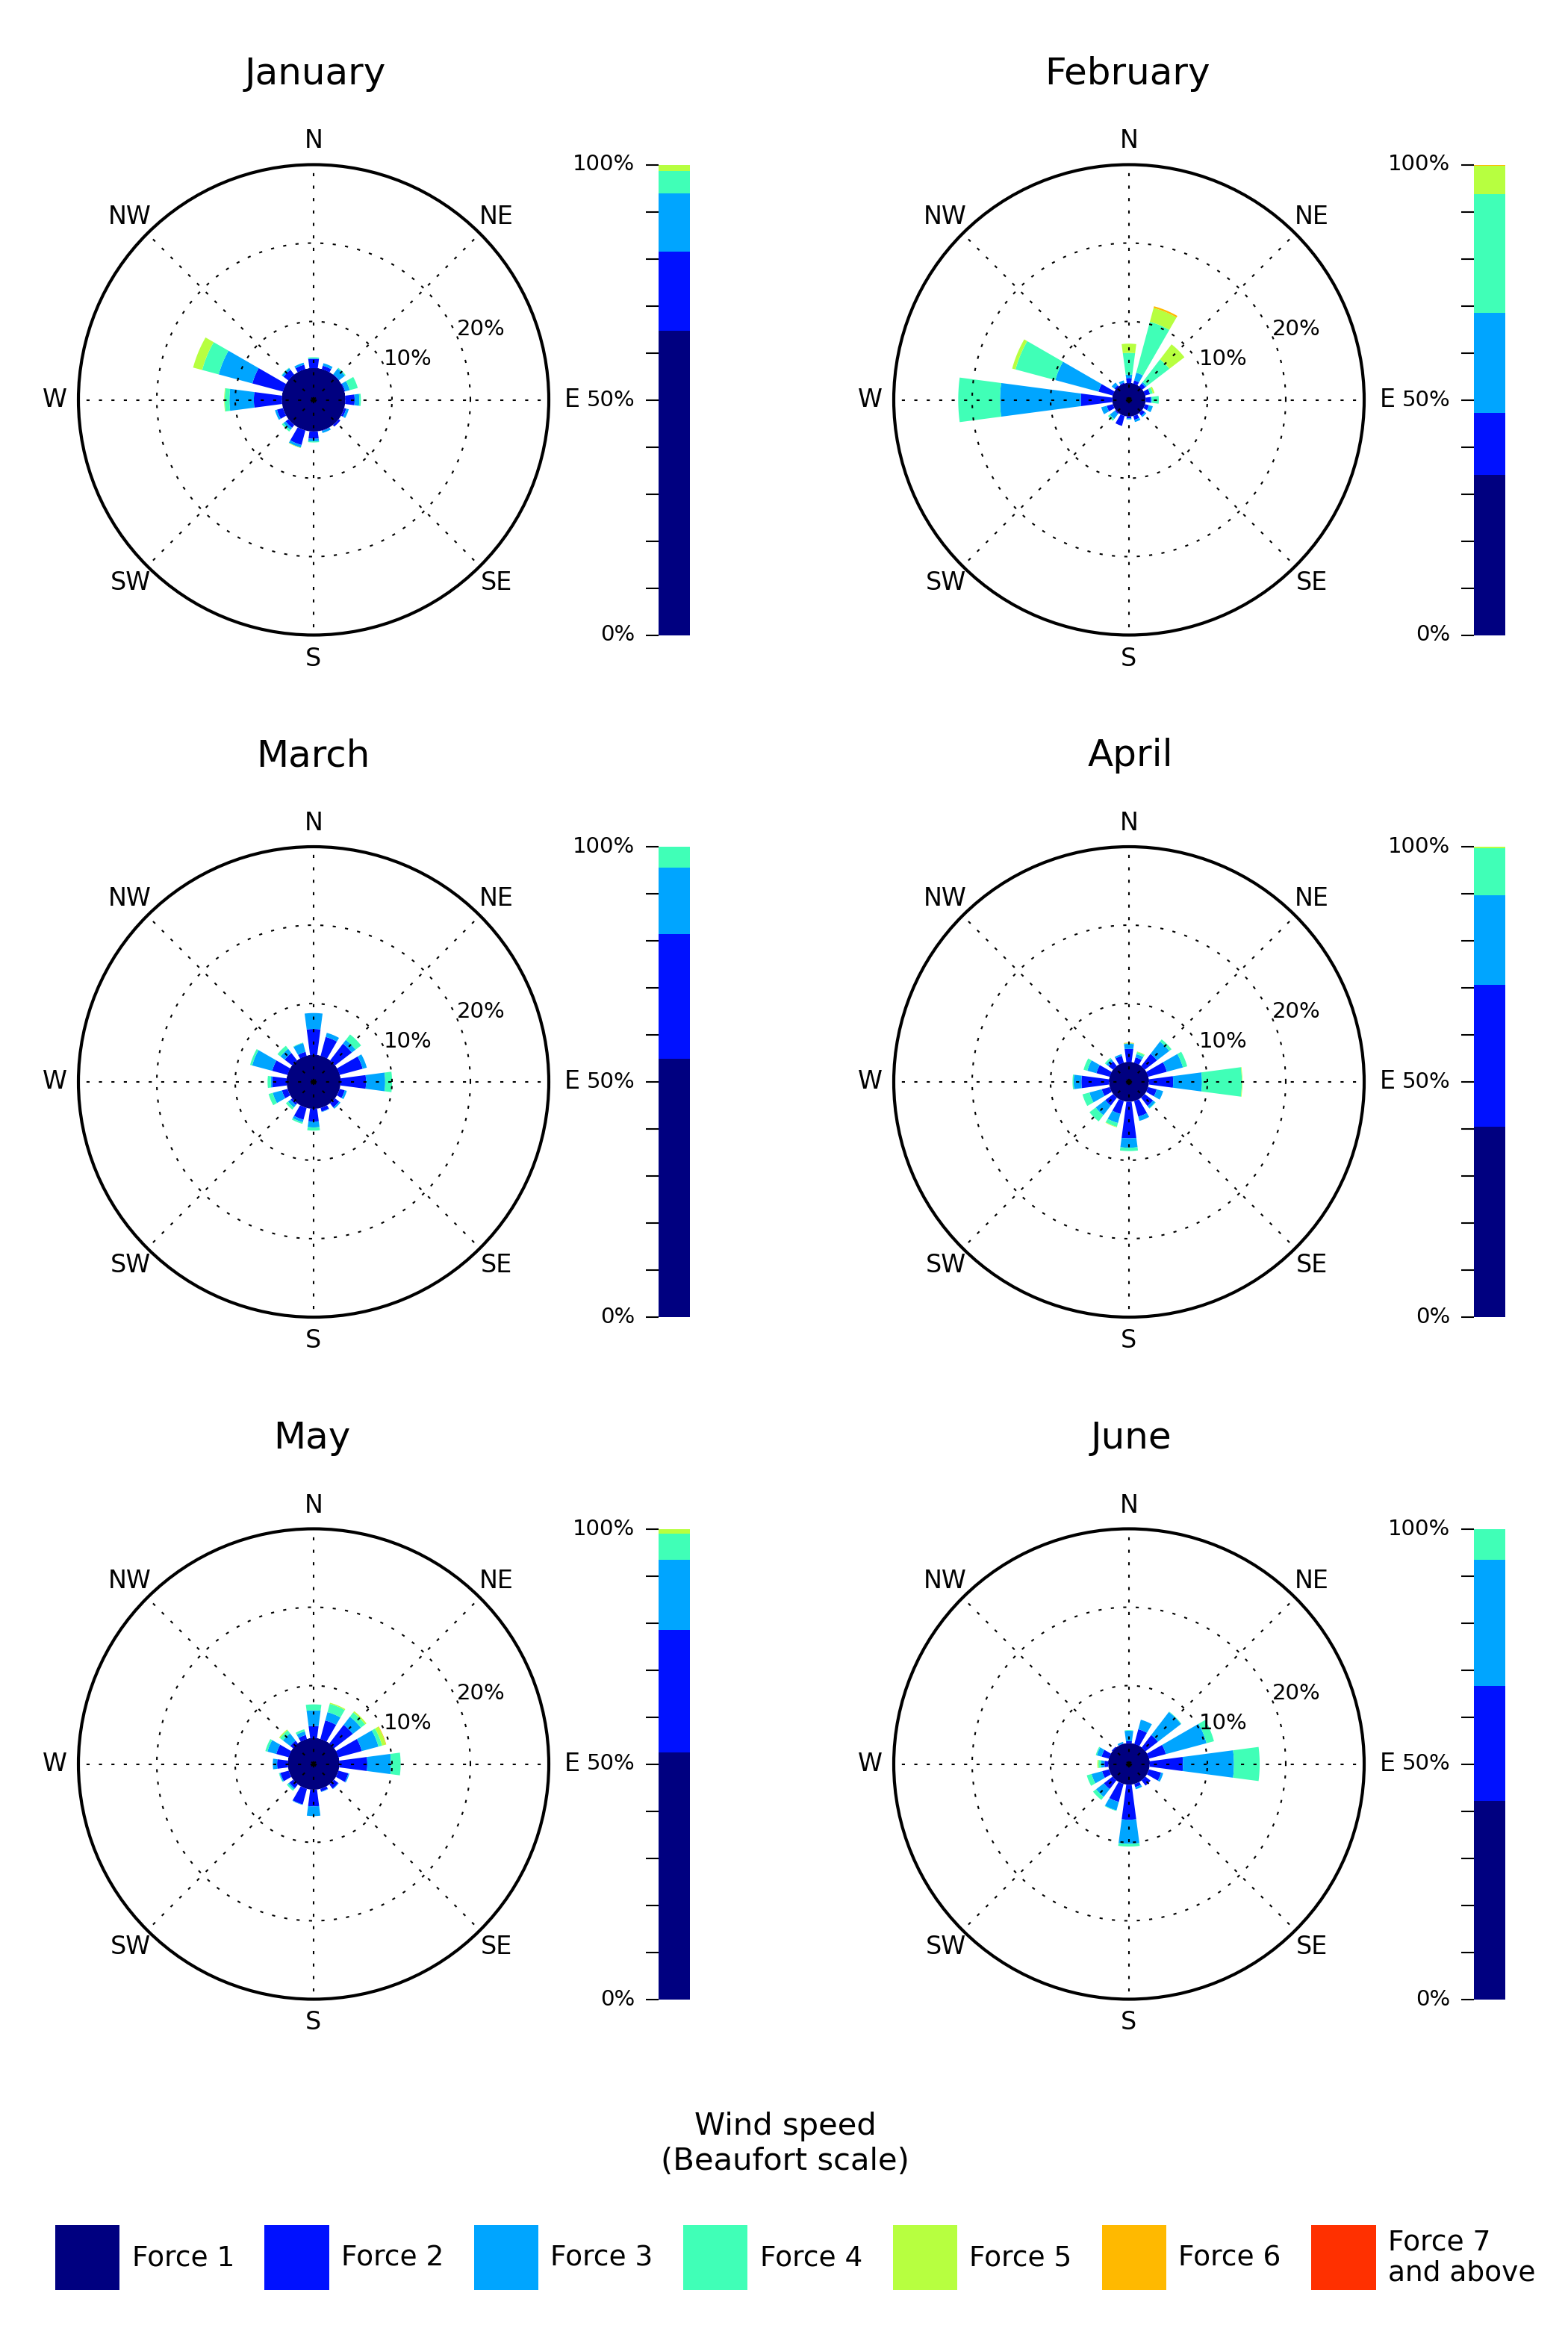 January
February
N
N
100%
100%
NW
NE
NW
NE
20%
20%
10%
10%
W
E
50%
W
E
50%
SW
SE
SW
SE
0%
0%
S
S
March
April
N
N
100%
100%
NW
NE
NW
NE
20%
20%
10%
10%
W
E
50%
W
E
50%
SW
SE
SW
SE
0%
0%
S
S
May
June
N
N
100%
100%
NW
NE
NW
NE
20%
20%
10%
10%
W
E
50%
W
E
50%
SW
SE
SW
SE
0%
0%
S
S
Wind speed
(Beaufort scale)
Force 1
Force 2
Force 3
Force 4
Force 5
Force 6
Force 7
and above